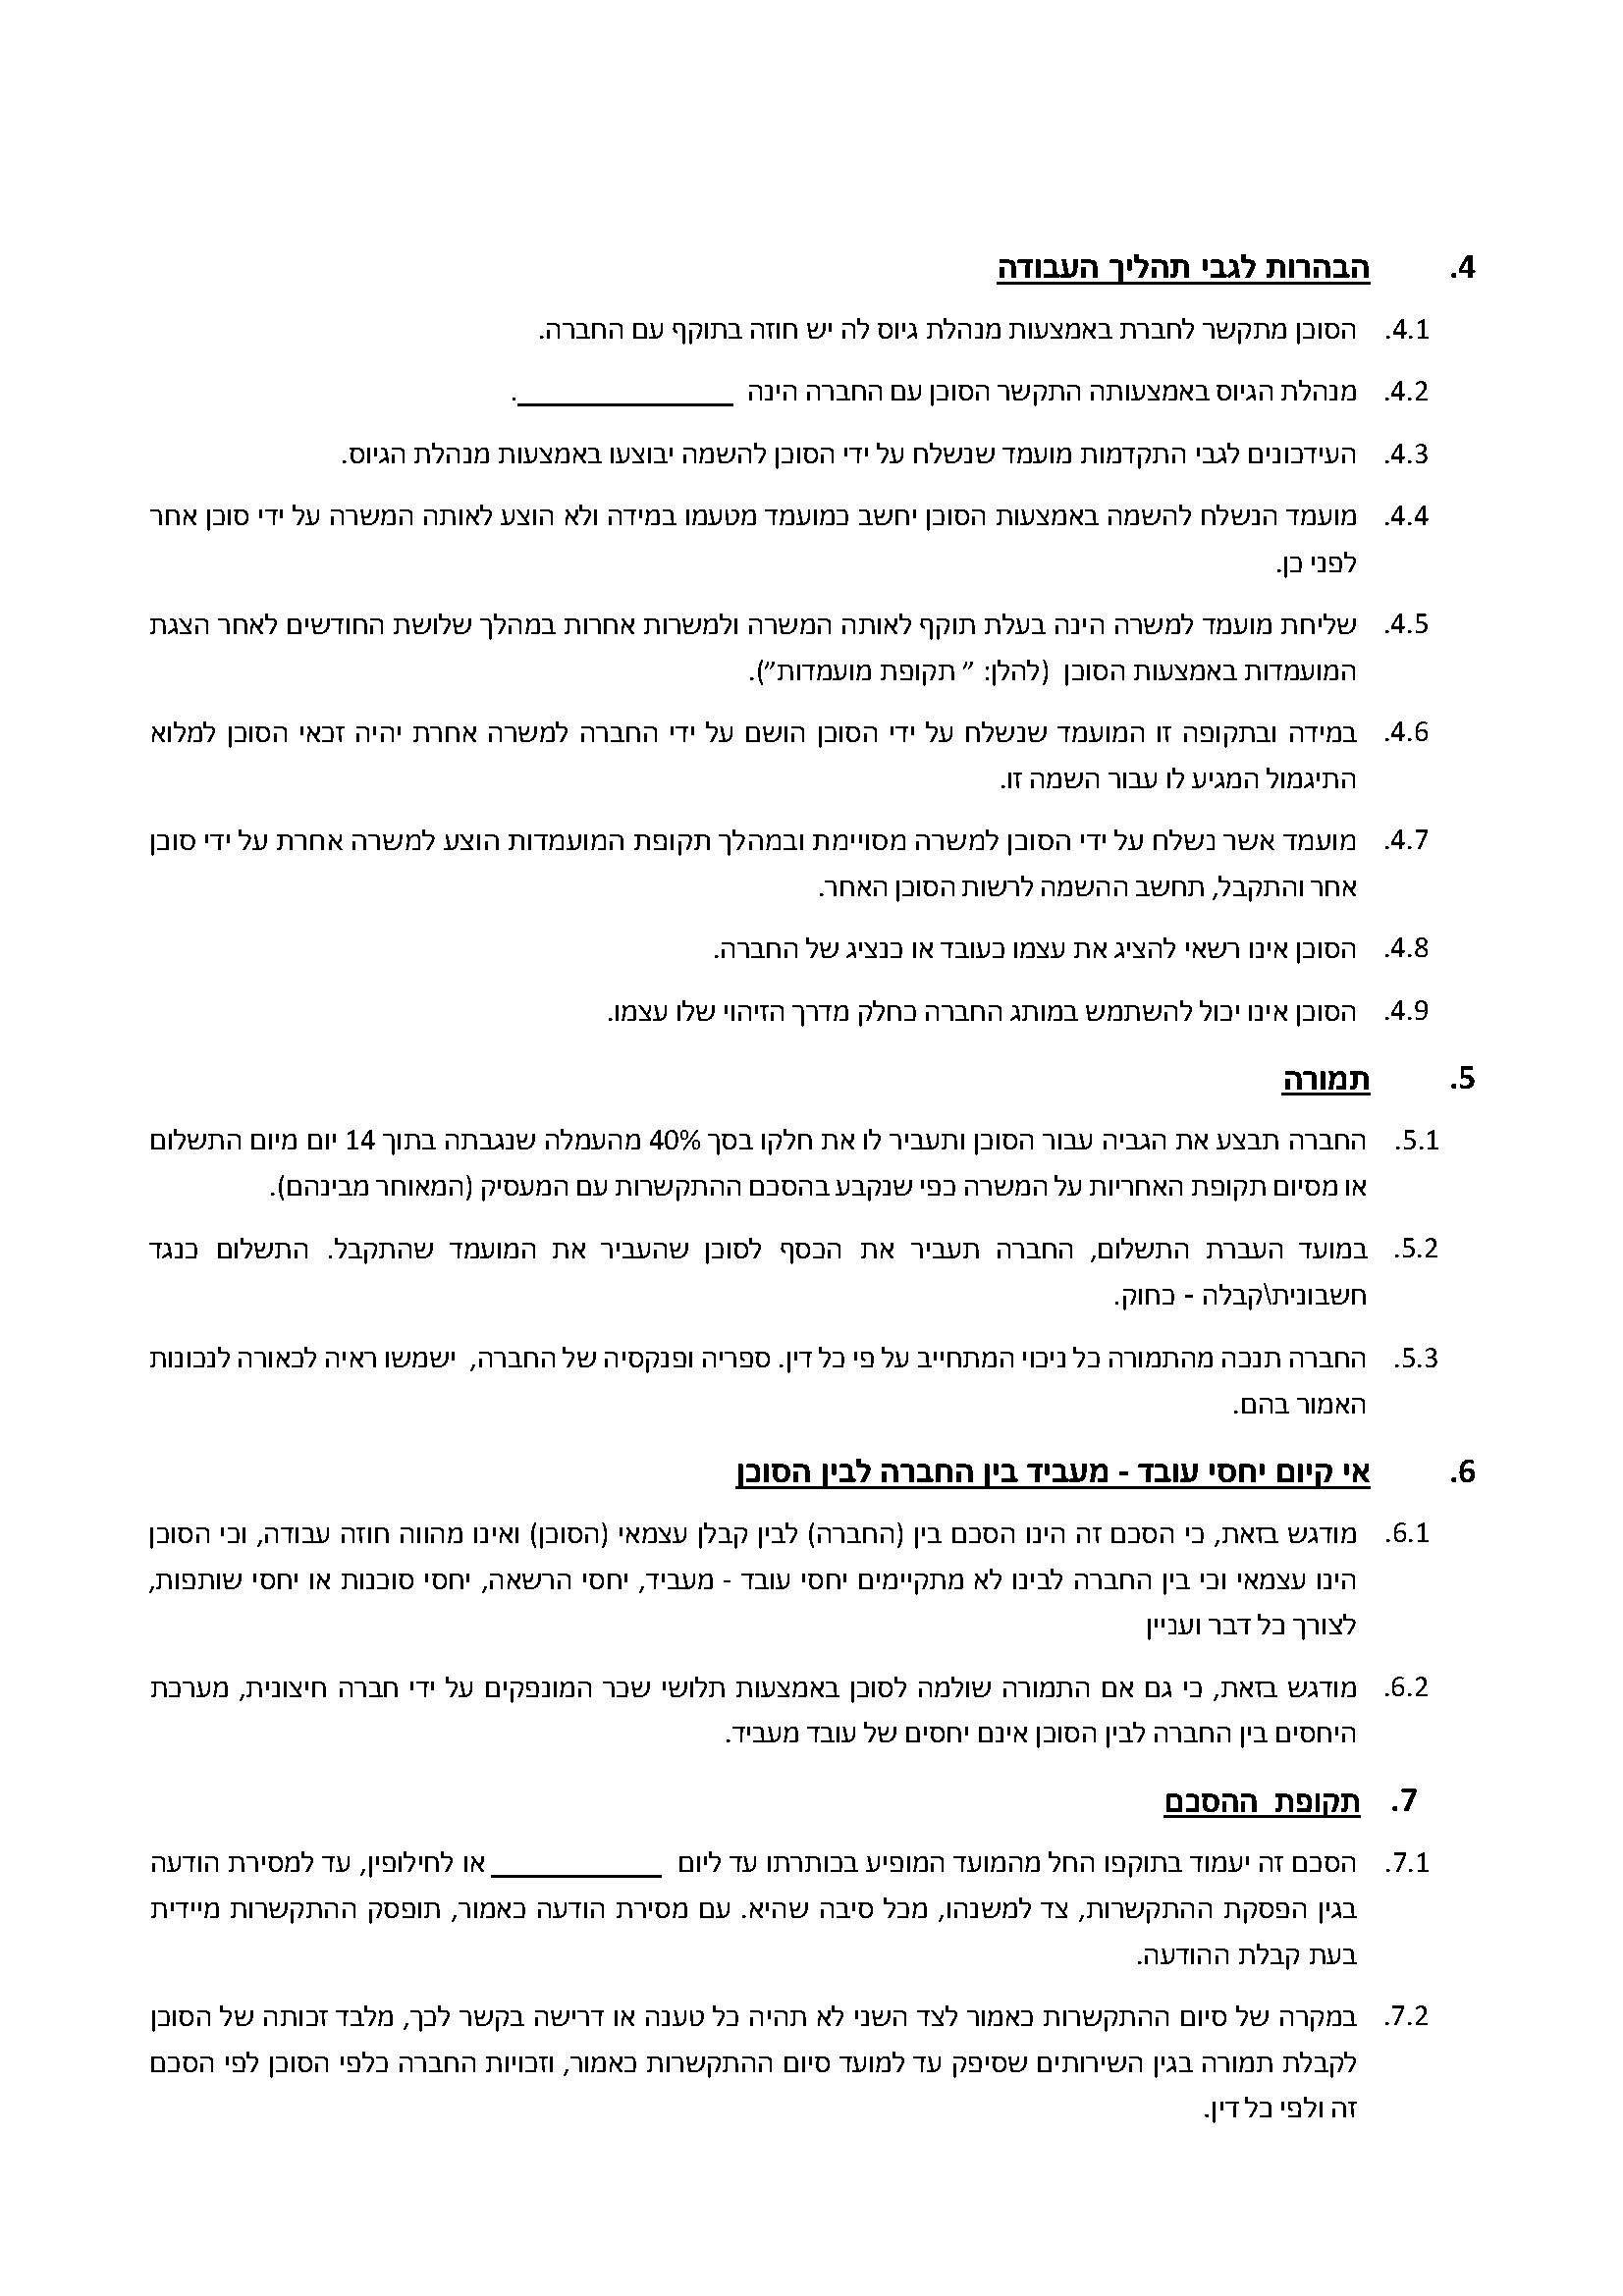 4. הבהרות לגבי תהליך העבודה
4.1. הסוכן מתקשר לחברת באמצעות מנהלת גיוס לה יש חוזה בתוקף עם החברה.
4.2. מנהלת הגיוס באמצעותה התקשר הסוכן עם החברה הינה _______________.
4.3. העידכונים לגבי התקדמות מועמד שנשלח על ידי הסוכן להשמה יבוצעו באמצעות מנהלת הגיוס.
4.4. מועמד הנשלח להשמה באמצעות הסוכן יחשב כמועמד מטעמו במידה ולא הוצע לאותה המשרה על ידי סוכן אחר
לפני כן.
4.5. שליחת מועמד למשרה הינה בעלת תוקף לאותה המשרה ולמשרות אחרות במהלך שלושת החודשים לאחר הצגת
המועמדות באמצעות הסוכן (להלן: " תקופת מועמדות").
4.6. במידה ובתקופה זו המועמד שנשלח על ידי הסוכן הושם על ידי החברה למשרה אחרת יהיה זכאי הסוכן למלוא
התיגמול המגיע לו עבור השמה זו.
4.7. מועמד אשר נשלח על ידי הסוכן למשרה מסויימת ובמהלך תקופת המועמדות הוצע למשרה אחרת על ידי סוכן
אחר והתקבל, תחשב ההשמה לרשות הסוכן האחר.
4.8. הסוכן אינו רשאי להציג את עצמו כעובד או כנציג של החברה.
4.9. הסוכן אינו יכול להשתמש במותג החברה כחלק מדרך הזיהוי שלו עצמו.
5. תמורה
5.1. החברה תבצע את הגביה עבור הסוכן ותעביר לו את חלקו בסך 40% מהעמלה שנגבתה בתוך 14 יום מיום התשלום
או מסיום תקופת האחריות על המשרה כפי שנקבע בהסכם ההתקשרות עם המעסיק (המאוחר מבינהם).
5.2. במועד העברת התשלום, החברה תעביר את הכסף לסוכן שהעביר את המועמד שהתקבל. התשלום כנגד
חשבונית\קבלה - כחוק.
5.3. החברה תנכה מהתמורה כל ניכוי המתחייב על פי כל דין. ספריה ופנקסיה של החברה, ישמשו ראיה לכאורה לנכונות
האמור בהם.
6. אי קיום יחסי עובד - מעביד בין החברה לבין הסוכן
6.1. מודגש בזאת, כי הסכם זה הינו הסכם בין (החברה) לבין קבלן עצמאי (הסוכן) ואינו מהווה חוזה עבודה, וכי הסוכן
הינו עצמאי וכי בין החברה לבינו לא מתקיימים יחסי עובד - מעביד, יחסי הרשאה, יחסי סוכנות או יחסי שותפות,
לצורך כל דבר ועניין
6.2. מודגש בזאת, כי גם אם התמורה שולמה לסוכן באמצעות תלושי שכר המונפקים על ידי חברה חיצונית, מערכת
היחסים בין החברה לבין הסוכן אינם יחסים של עובד מעביד.
7. תקופת ההסכם
7.1. הסכם זה יעמוד בתוקפו החל מהמועד המופיע בכותרתו עד ליום ____________ או לחילופין, עד למסירת הודעה
בגין הפסקת ההתקשרות, צד למשנהו, מכל סיבה שהיא. עם מסירת הודעה כאמור, תופסק ההתקשרות מיידית
בעת קבלת ההודעה.
7.2. במקרה של סיום ההתקשרות כאמור לצד השני לא תהיה כל טענה או דרישה בקשר לכך, מלבד זכותה של הסוכן
לקבלת תמורה בגין השירותים שסיפק עד למועד סיום ההתקשרות כאמור, וזכויות החברה כלפי הסוכן לפי הסכם
זה ולפי כל דין.